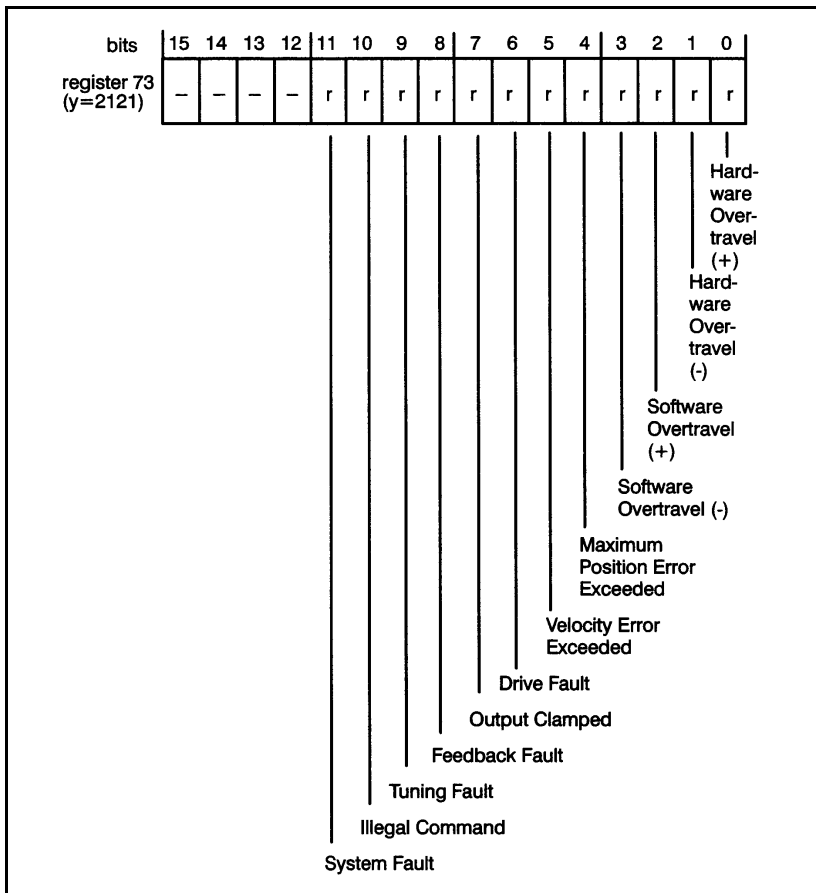 bits 15 14 13 12 11 10 9 8 7 6 5 4 3 2 1 0
register 73
(y=2121)
– – – – r r r r r r r r r r r r
Hard-
ware
Over-
travel
(+)
Hard-
ware
Over-
travel
(-)
Software
Overtravel
(+)
Software
Overtravel (-)
Maximum
Position Error
Exceeded
Velocity Error
Exceeded
Drive Fault
Output Clamped
Feedback Fault
Tuning Fault
Illegal Command
System Fault